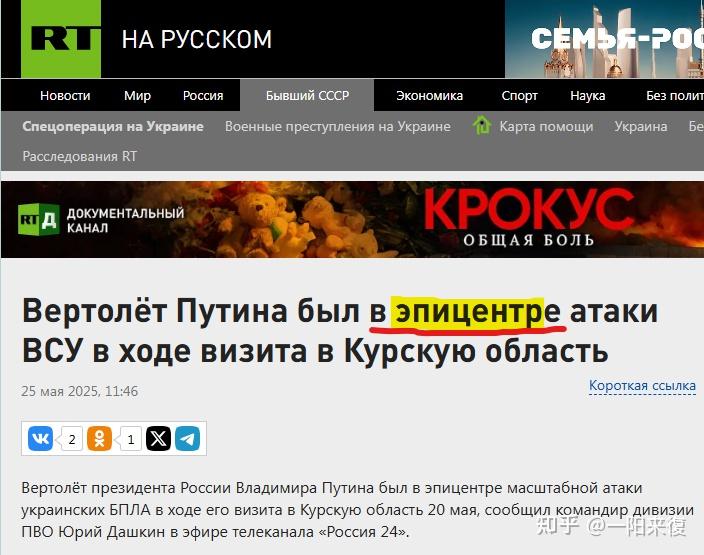 RT НА РУССКОМ
СЕМЬЯ-РОС
Новости Мир Россия Бывший СССР Экономика Спорт Наука Без полит
Спецоперация на Украине Военные преступления на Украине Карта помощи Украина Бе
Расследования RT
RT Д ДОКУМЕНТАЛЬНЫЙ
КАНАЛ
КРОКУС
ОБЩАЯ БОЛЬ
Вертолёт Путина был в эпицентре атаки
ВСУ в ходе визита в Курскую область
25 мая 2025, 11:46
Короткая ссылка
2 1
Вертолёт президента России Владимира Путина был в эпицентре масштабной атаки
украинских БПЛА в ходе его визита в Курскую область 20 мая, сообщил командир дивизии
ПВО Юрий Дашкин в эфире телеканала «Россия 24».
知乎 @一阳来復